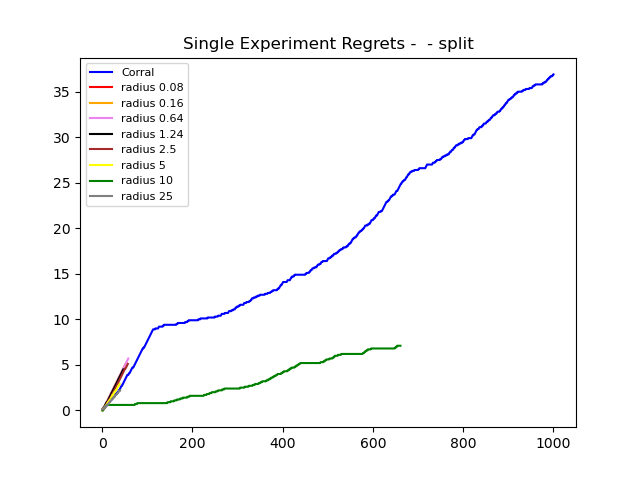 Single Experiment Regrets -  - split
Corral
radius 0.08
radius 0.16
radius 0.64
radius 1.24
radius 2.5
radius 5
radius 10
radius 25
35
30
25
20
15
10
5
0
0 200 400 600 800 1000